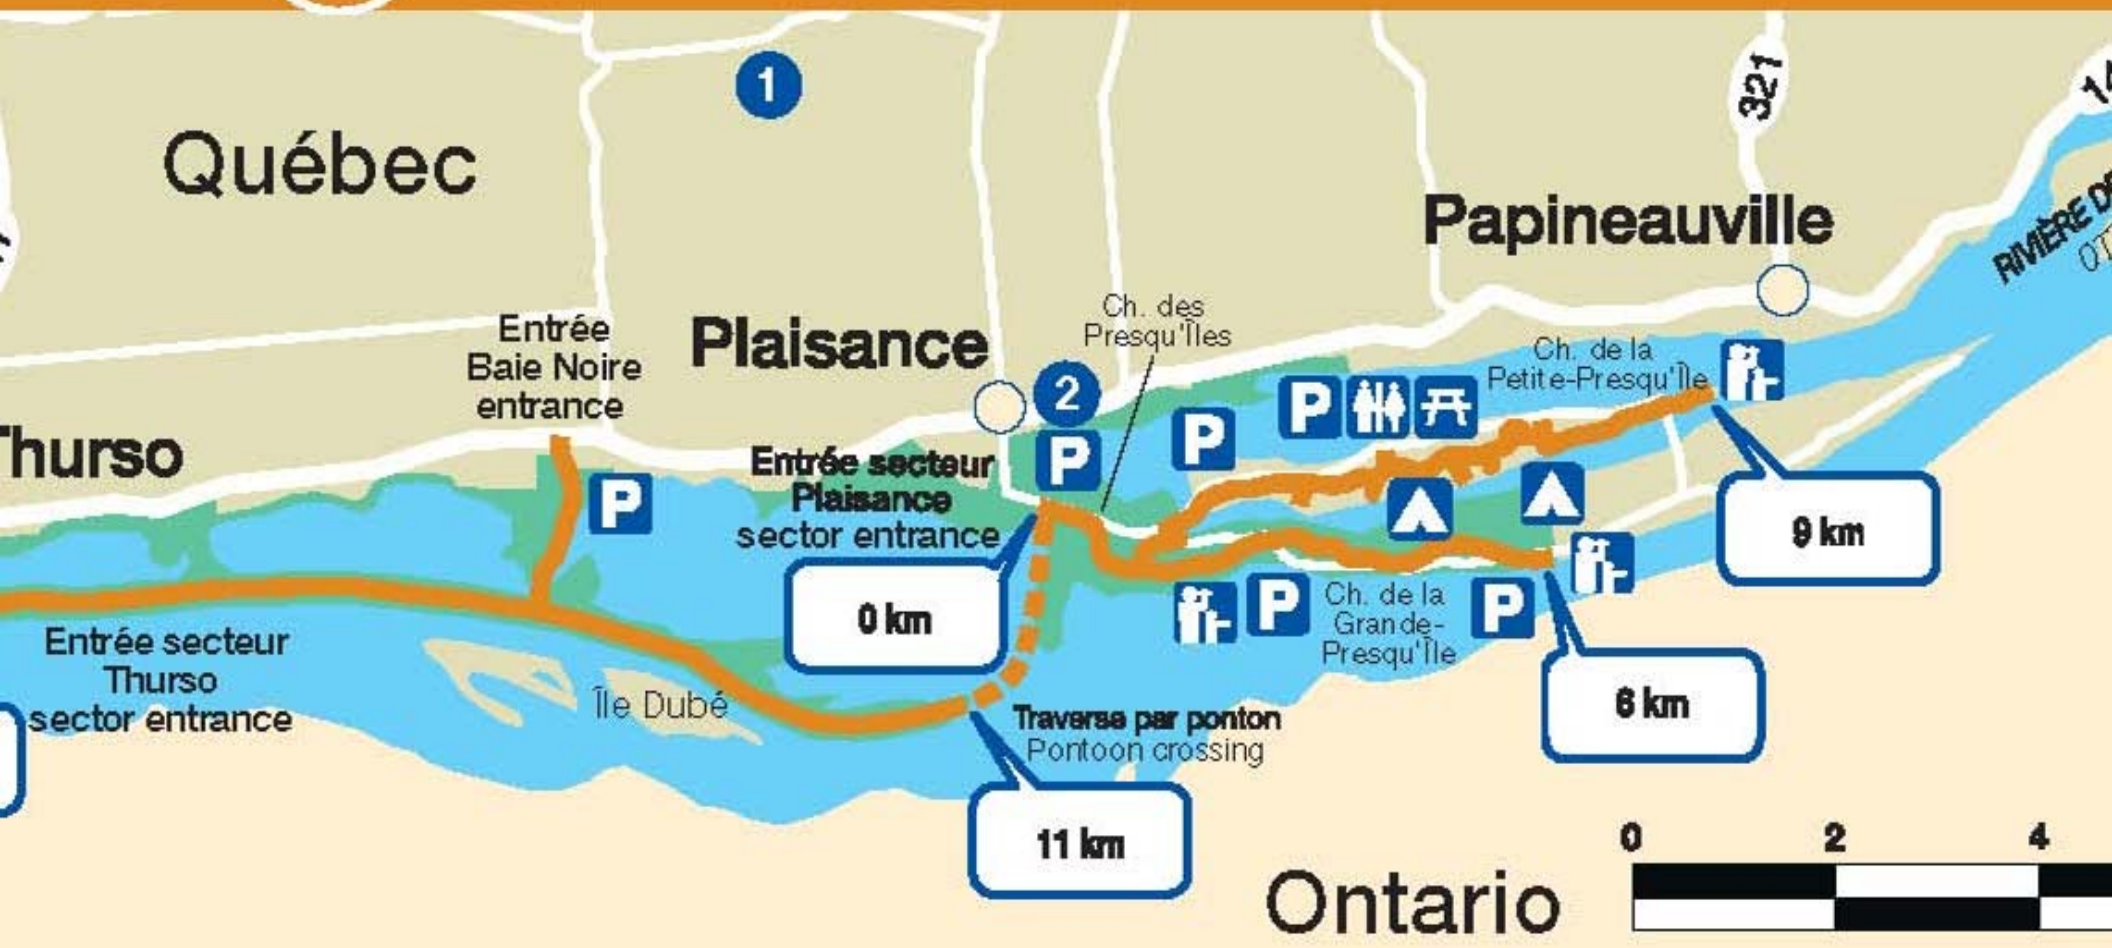 1
321
14
Québec
Papineauville
RIVIÈRE DE
OT
Ch. des
Presqu'Îles
Entrée
Baie Noire
entrance
Plaisance
2
Ch. de la
Petite-Presqu'Île
P
P
P
Thurso
Entrée secteur
Plaisance
sector entrance
P
9 km
0 km
P
P
Ch. de la
Grande-
Presqu'Île
Entrée secteur
Thurso
sector entrance
Île Dubé
6 km
Traverse par ponton
Pontoon crossing
11 km
0 2 4
Ontario